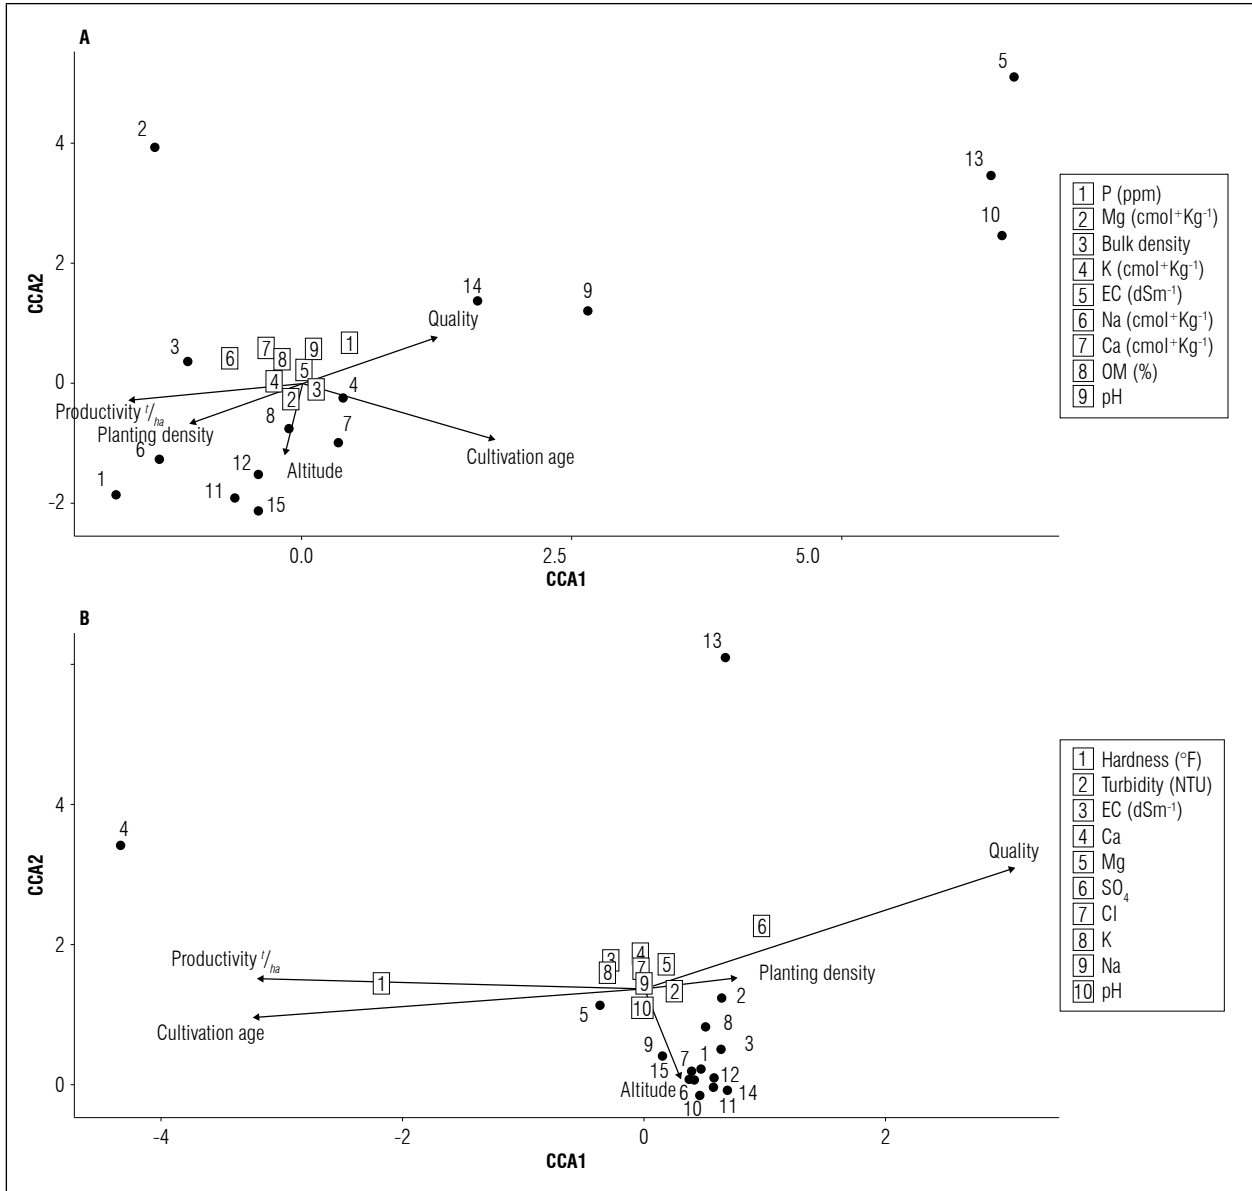 A
5
2
4
13
10
2
14
9
Quality
3
6
7
8
9
1
5
0
4
3
4
2
Productivity t/ha
Planting density
8
7
6
Cultivation age
12
Altitude
1
11
15
-2
0.0
2.5
5.0
CCA1
CCA2
1 P (ppm)
2 Mg (cmol+Kg-1)
3 Bulk density
4 K (cmol+Kg-1)
5 EC (dSm-1)
6 Na (cmol+Kg-1)
7 Ca (cmol+Kg-1)
8 OM (%)
9 pH
B
13
4
4
Quality
6
2
Productivity t/ha
3
4
5
8
7
Planting density
1
9
2
10
2
5
8
Cultivation age
9
7
1
3
15
12
Altitude
6
14
0
10
11
-4
-2
0
2
CCA1
CCA2
1 Hardness (°F)
2 Turbidity (NTU)
3 EC (dSm-1)
4 Ca
5 Mg
6 SO4
7 Cl
8 K
9 Na
10 pH